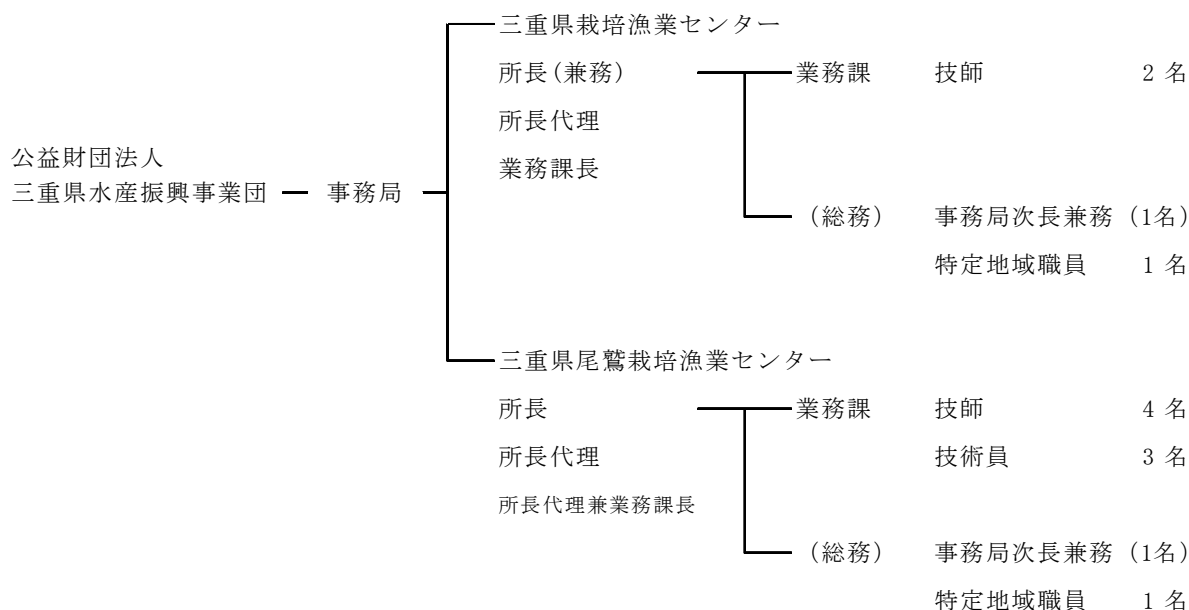 三重県栽培漁業センター
所長(兼務) 業務課 技師 2 名
所長代理
公益財団法人
業務課長
三重県水産振興事業団 事務局
(総務) 事務局次長兼務 (1名)
特定地域職員 1 名
三重県尾鷲栽培漁業センター
所長 業務課 技師 4 名
所長代理 技術員 3 名
所長代理兼業務課長
(総務) 事務局次長兼務 (1名)
特定地域職員 1 名